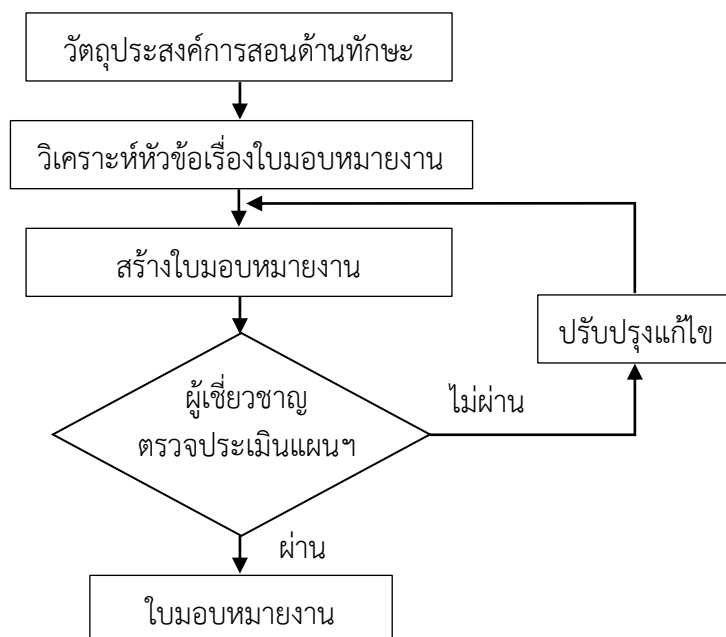 วัตถุประสงค์การสอนด้านทักษะ
วิเคราะห์หัวข้อเรื่องใบมอบหมายงาน
สร้างใบมอบหมายงาน
ปรับปรุงแก้ไข
ผู้เชี่ยวชาญ
ตรวจประเมินแผนฯ
ไม่ผ่าน
ผ่าน
ใบมอบหมายงาน